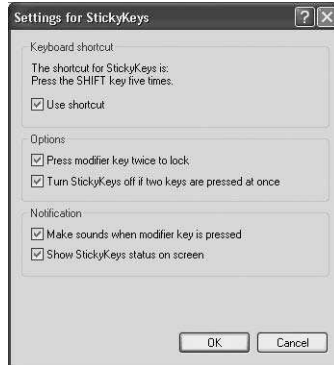 Settings for StickyKeys
Keyboard shortcut
The shortcut for StickyKeys is:
Press the SHIFT key five times.
Use shortcut
Options
Press modifier key twice to lock
Turn StickyKeys off if two keys are pressed at once
Notification
Make sounds when modifier key is pressed
Show StickyKeys status on screen
OK Cancel